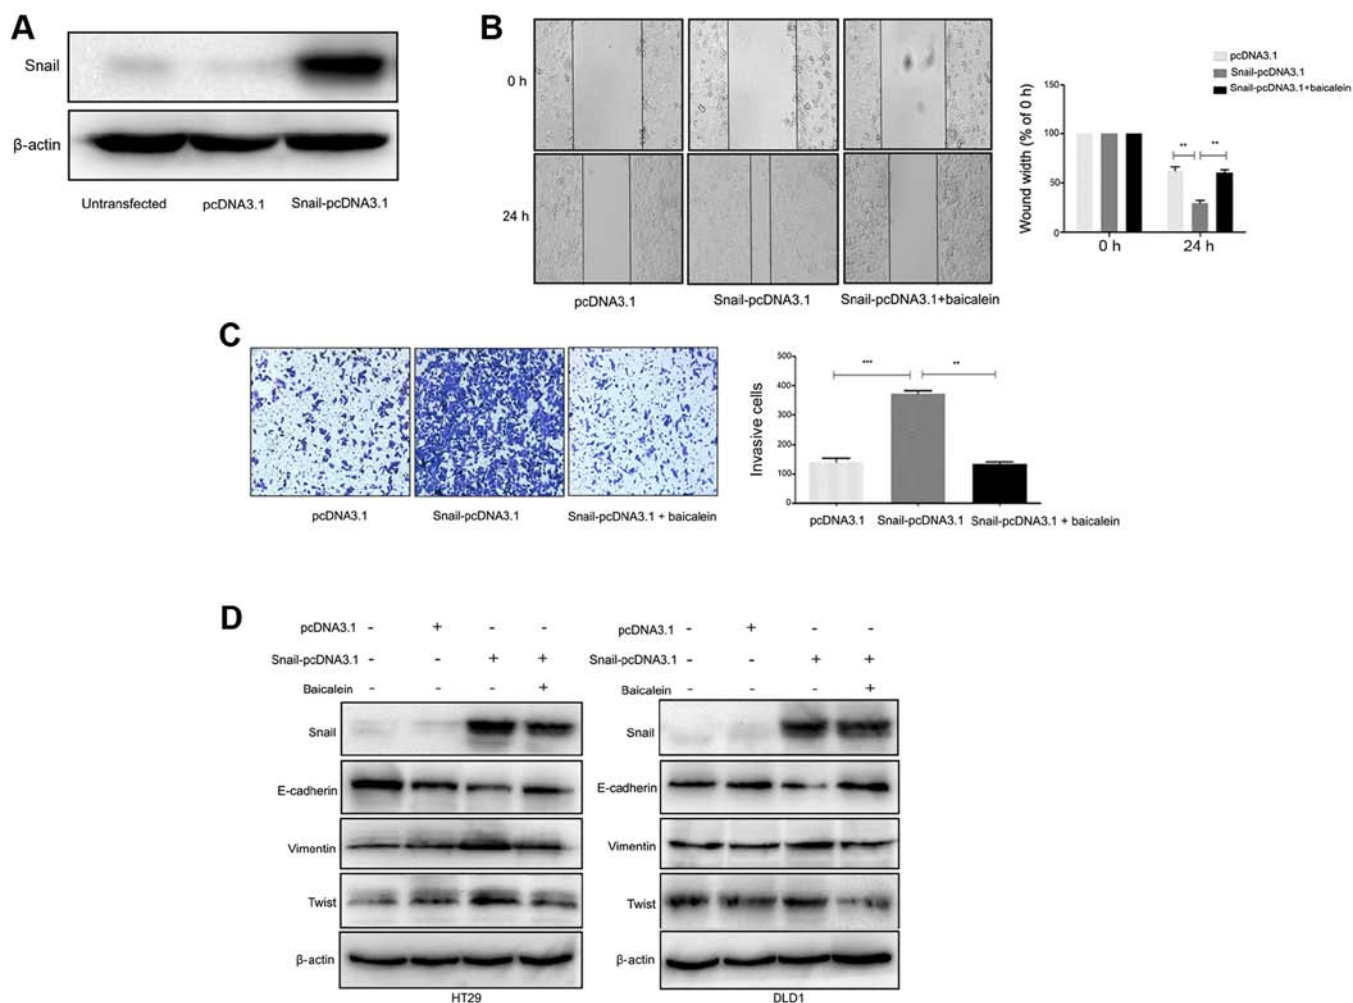 A
Snail
β-actin
Untransfected pcDNA3.1 Snail-pcDNA3.1
B
0 h
24 h
pcDNA3.1 Snail-pcDNA3.1 Snail-pcDNA3.1+baicalein
pcDNA3.1
Snail-pcDNA3.1
Snail-pcDNA3.1+baicalein
Wound width (% of 0 h)
150
100
50
0
** **
0 h 24 h
C
pcDNA3.1 Snail-pcDNA3.1 Snail-pcDNA3.1 + baicalein
Invasive cells
500
400
300
200
100
0
*** **
pcDNA3.1 Snail-pcDNA3.1 Snail-pcDNA3.1 + baicalein
D
pcDNA3.1 - + - -
Snail-pcDNA3.1 - - + +
Baicalein - - - +
Snail
E-cadherin
Vimentin
Twist
β-actin
HT29
pcDNA3.1 - + - -
Snail-pcDNA3.1 - - + +
Baicalein - - - +
Snail
E-cadherin
Vimentin
Twist
β-actin
DLD1